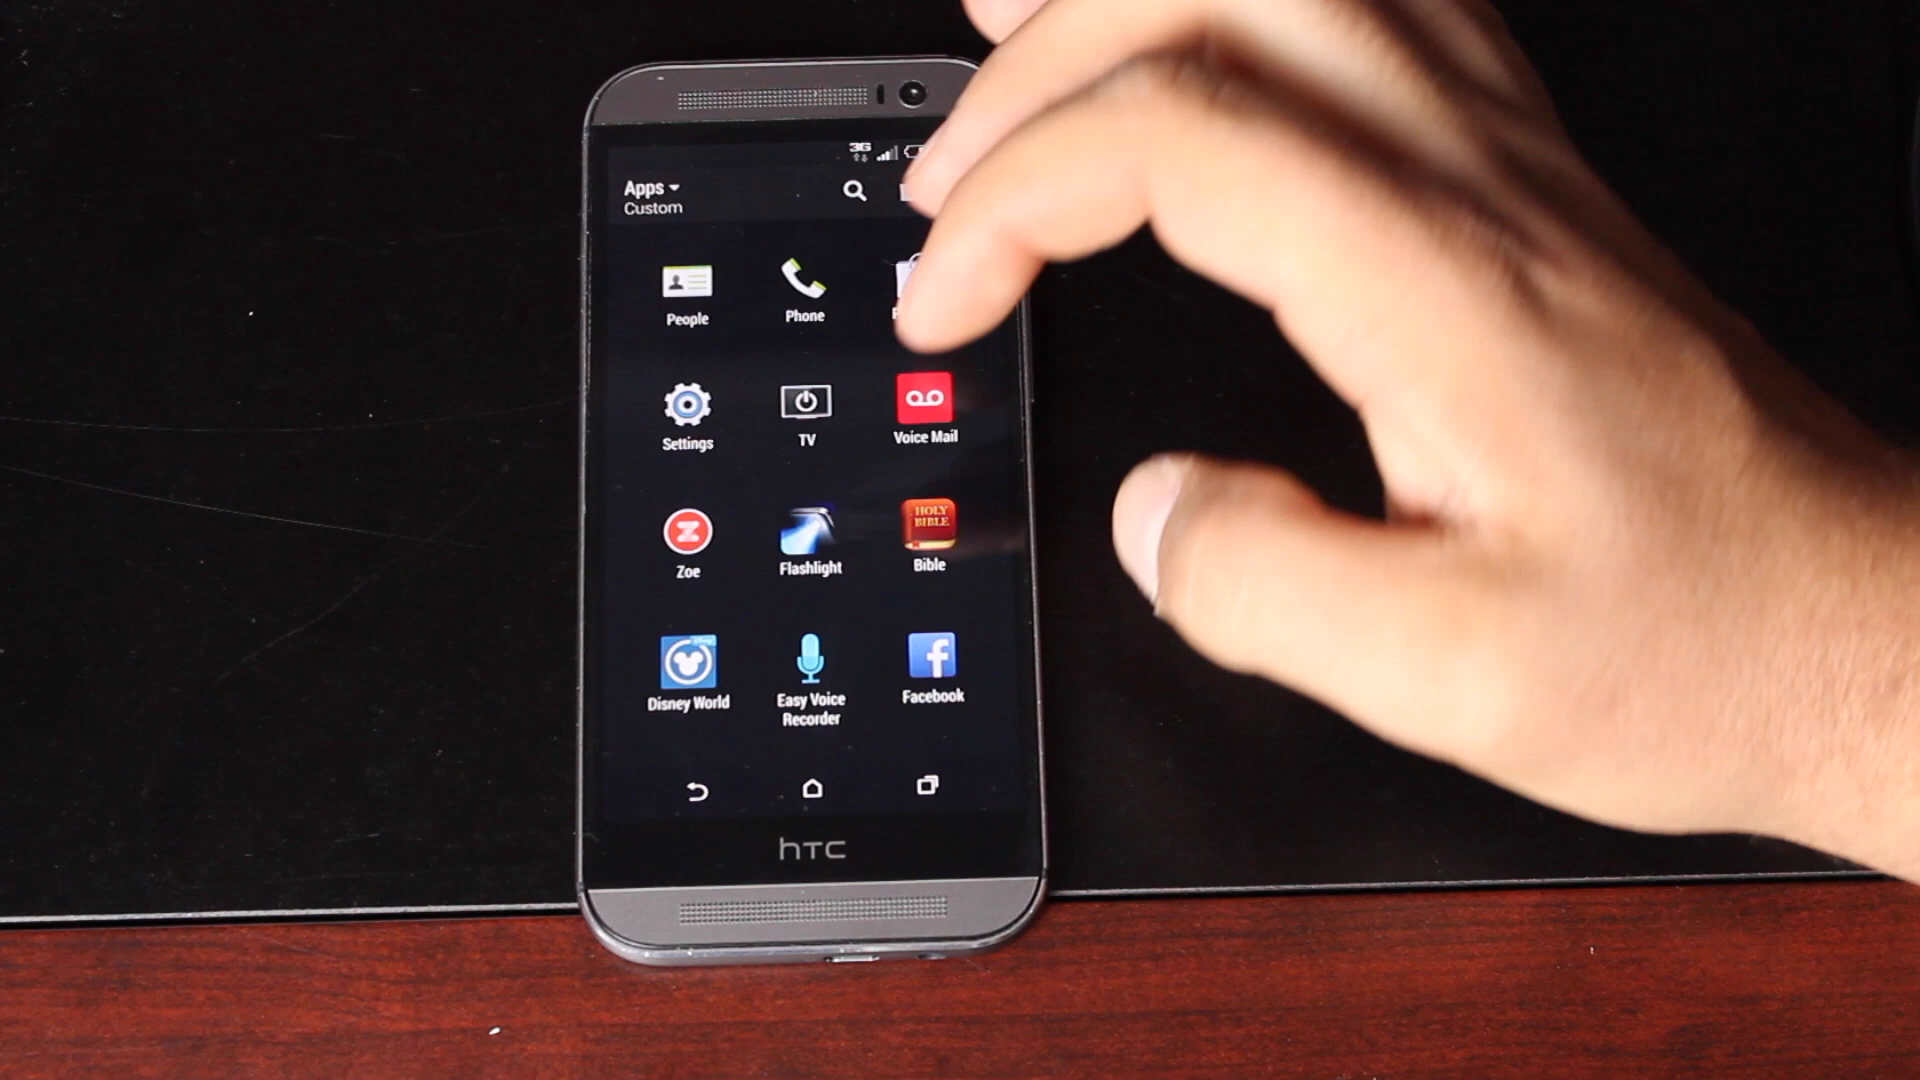 3G
Apps
Custom
People
Phone
Settings
TV
Voice Mail
Zoe
Flashlight
HOLY
BIBLE
Bible
Disney World
Easy Voice
Recorder
f
Facebook
hTC